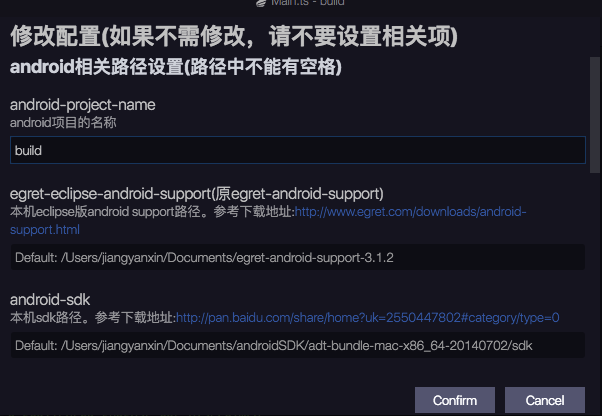 Main.ts - build
修改配置(如果不需修改，请不要设置相关项)
android相关路径设置(路径中不能有空格)
android-project-name
android项目的名称
build
egret-eclipse-android-support(原egret-android-support)
本机eclipse版android support路径。参考下载地址:http://www.egret.com/downloads/android-
support.html
Default: /Users/jiangyanxin/Documents/egret-android-support-3.1.2
android-sdk
本机sdk路径。参考下载地址:http://pan.baidu.com/share/home?uk=2550447802#category/type=0
Default: /Users/jiangyanxin/Documents/androidSDK/adt-bundle-mac-x86_64-20140702/sdk
Confirm
Cancel